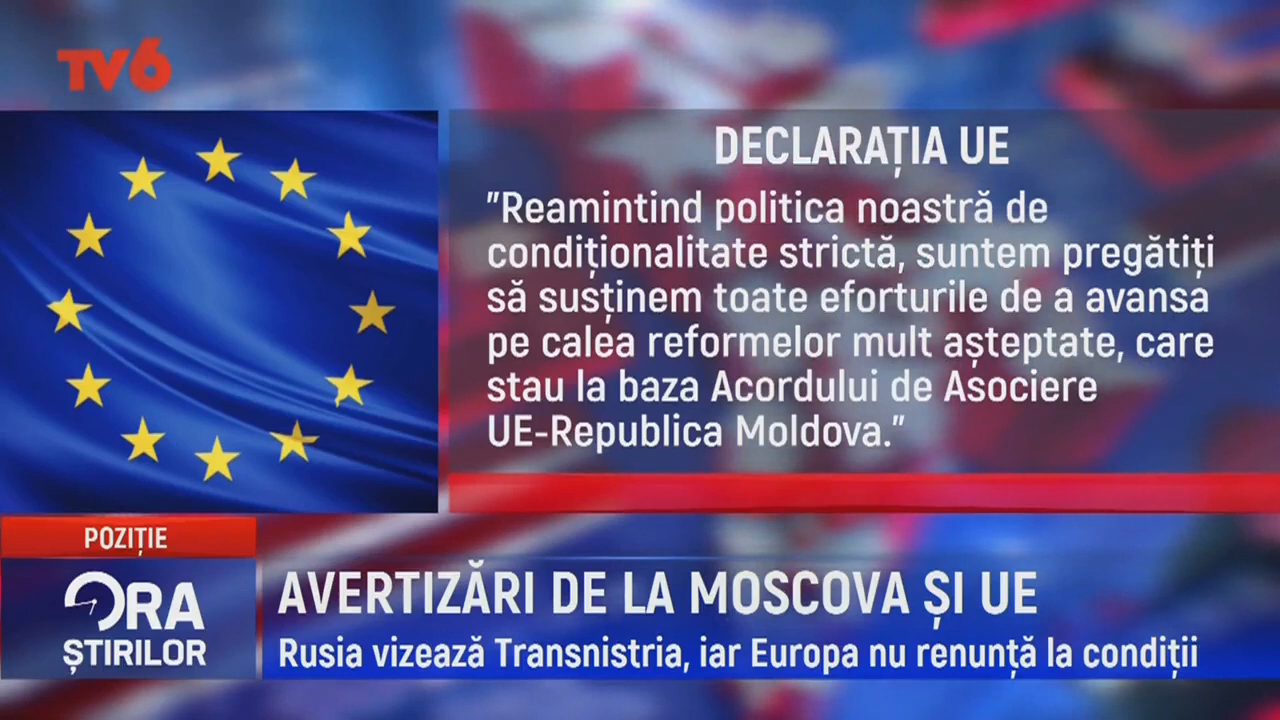 TV6
DECLARAȚIA UE
"Reamintind politica noastră de
condiționalitate strictă, suntem pregătiți
să susținem toate eforturile de a avansa
pe calea reformelor mult așteptate, care
stau la baza Acordului de Asociere
UE-Republica Moldova."
POZIȚIE
ORA
ȘTIRILOR
AVERTIZĂRI DE LA MOSCOVA ȘI UE
Rusia vizează Transnistria, iar Europa nu renunță la condiții